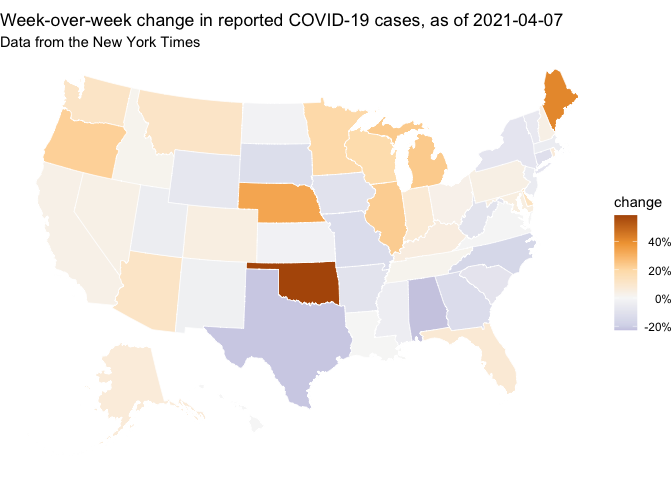 Week-over-week change in reported COVID-19 cases, as of 2021-04-07
Data from the New York Times
change
40%
20%
0%
-20%